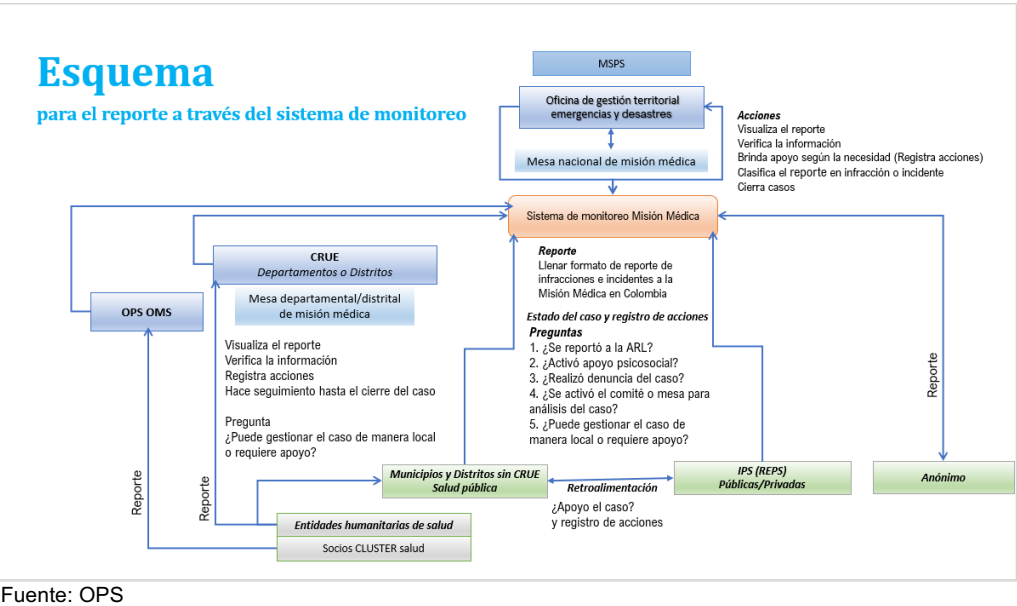 Esquema
para el reporte a través del sistema de monitoreo
MSPS
Oficina de gestión territorial
emergencias y desastres
Mesa nacional de misión médica
Acciones
Visualiza el reporte
Verifica la información
Brinda apoyo según la necesidad (Registra acciones)
Clasifica el reporte en infracción o incidente
Cierra casos
Sistema de monitoreo Misión Médica
CRUE
Departamentos o Distritos
Mesa departamental/distrital
de misión médica
OPS OMS
Visualiza el reporte
Verifica la información
Registra acciones
Hace seguimiento hasta el cierre del caso
Pregunta
¿Puede gestionar el caso de manera local
o requiere apoyo?
Reporte
Llenar formato de reporte de
infracciones e incidentes a la
Misión Médica en Colombia
Estado del caso y registro de acciones
Preguntas
1. ¿Se reportó a la ARL?
2. ¿Activó apoyo psicosocial?
3. ¿Realizó denuncia del caso?
4. ¿Se activó el comité o mesa para
análisis del caso?
5. ¿Puede gestionar el caso de
manera local o requiere apoyo?
Reporte
Reporte
Reporte
Municipios y Distritos sin CRUE
Salud pública
Retroalimentación
¿Apoyo el caso?
y registro de acciones
IPS (REPS)
Públicas/Privadas
Anónimo
Entidades humanitarias de salud
Socios CLUSTER salud
Fuente: OPS